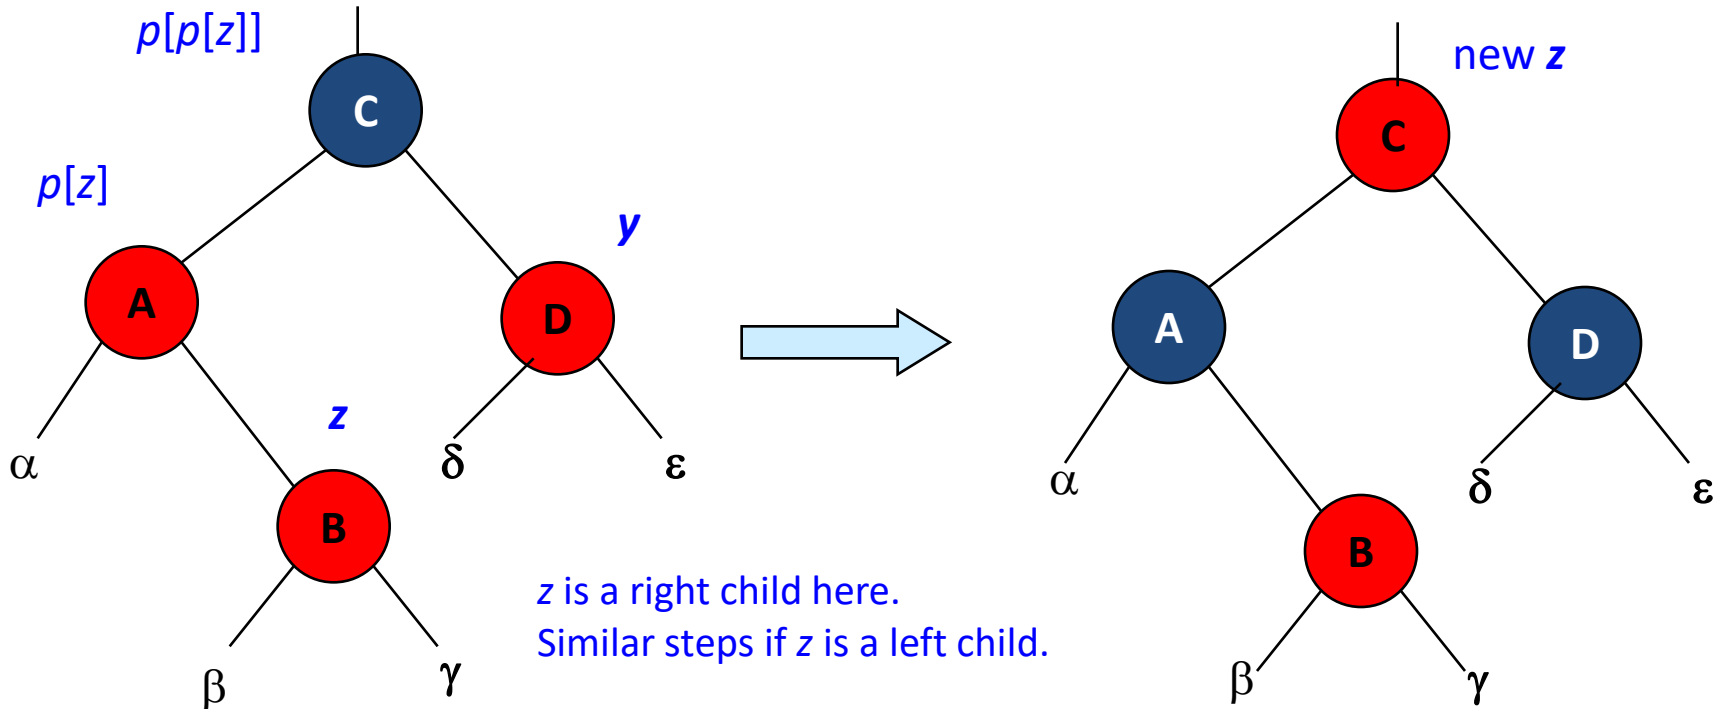 p[p[z]]
C
p[z]
A
y
D
z
α
δ
ε
B
β
γ
z is a right child here.
Similar steps if z is a left child.
new z
C
A
D
α
δ
ε
B
β
γ